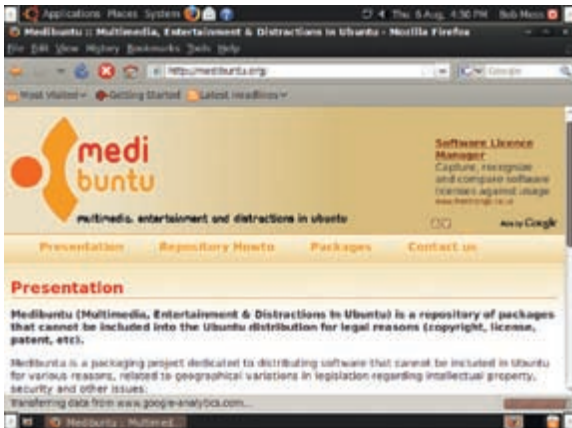 Applications Places System Thu 6 Aug, 4:30 PM Bob Moss
Medibuntu :: Multimedia, Entertainment & Distractions In Ubuntu - Mozilla Firefox
File Edit View History Bookmarks Tools Help
http://medibuntu.org/
Google
Most Visited Getting Started Latest Headlines
medi
buntu
multimedia, entertainment and distractions in ubuntu
Software Licence
Manager
Capture, recognise
and compare software
licenses against usage
Ads by Google
Presentation Repository Howto Packages Contact us
Presentation
Medibuntu (Multimedia, Entertainment & Distractions In Ubuntu) is a repository of packages
that cannot be included into the Ubuntu distribution for legal reasons (copyright, license,
patent, etc).
Medibuntu is a packaging project dedicated to distributing software that cannot be included in Ubuntu
for various reasons, related to geographical variations in legislation regarding intellectual property,
security and other issues:
Transferring data from www.google-analytics.com...
Medibuntu :: Multimed...